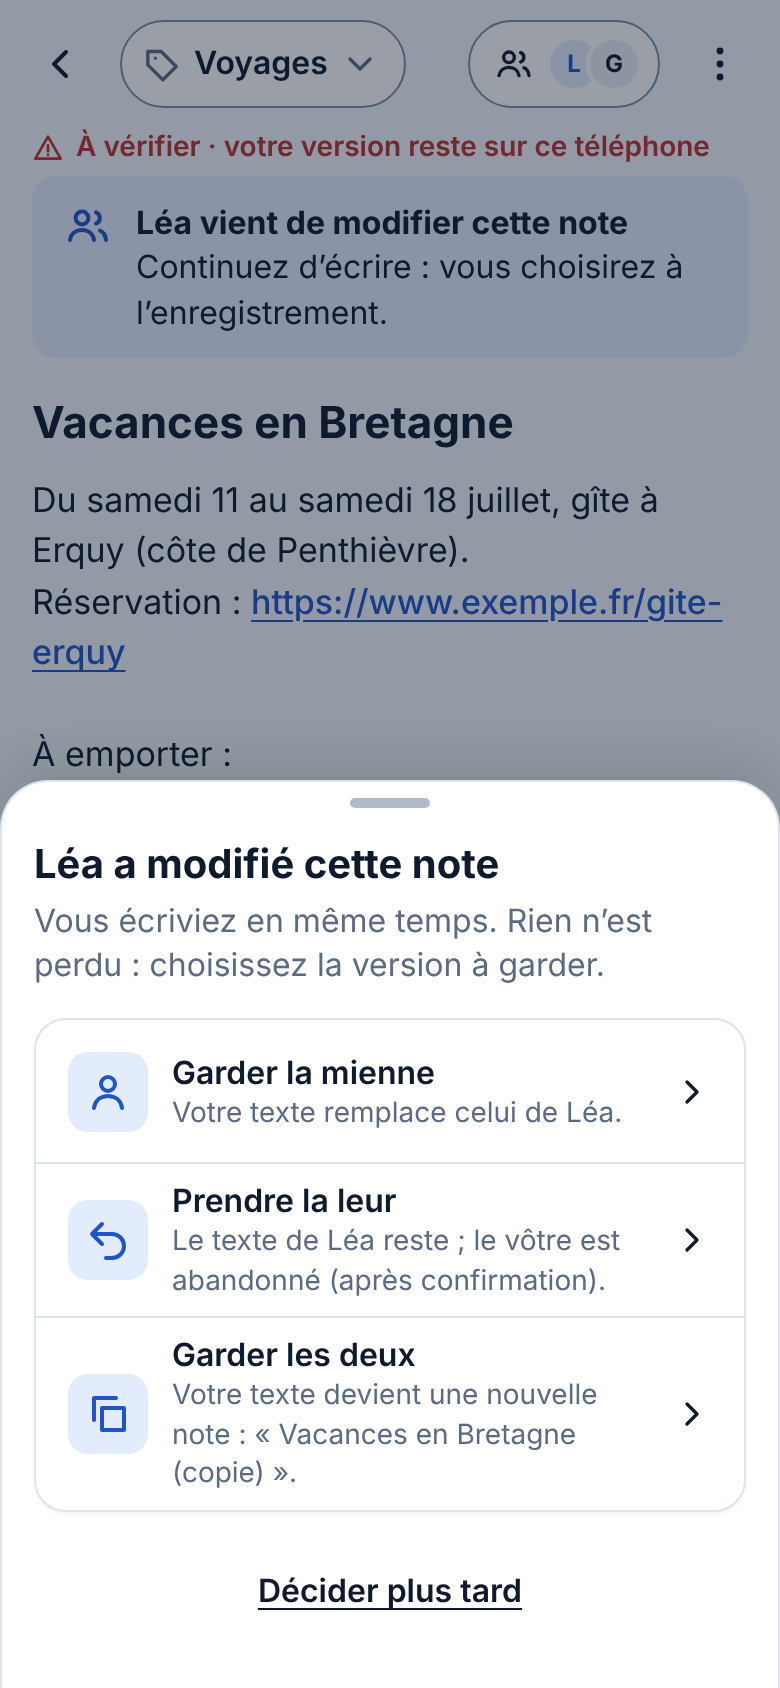 Voyages
L G
À vérifier · votre version reste sur ce téléphone
Léa vient de modifier cette note
Continuez d’écrire : vous choisirez à
l’enregistrement.
Vacances en Bretagne
Du samedi 11 au samedi 18 juillet, gîte à
Erquy (côte de Penthièvre).
Réservation : https://www.exemple.fr/gite-
erquy
À emporter :
Léa a modifié cette note
Vous écriviez en même temps. Rien n’est
perdu : choisissez la version à garder.
Garder la mienne
Votre texte remplace celui de Léa.
Prendre la leur
Le texte de Léa reste ; le vôtre est
abandonné (après confirmation).
Garder les deux
Votre texte devient une nouvelle
note : « Vacances en Bretagne
(copie) ».
Décider plus tard